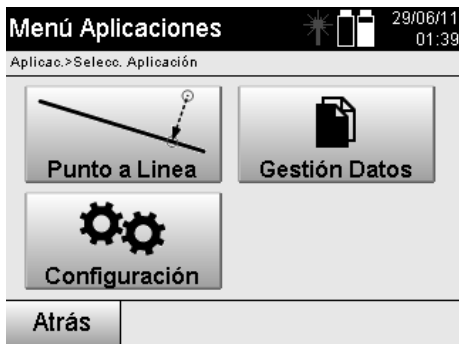 Menú Aplicaciones
29/06/11
01:39
Aplicac.>Selecc. Aplicación
Punto a Linea
Gestión Datos
Configuración
Atrás